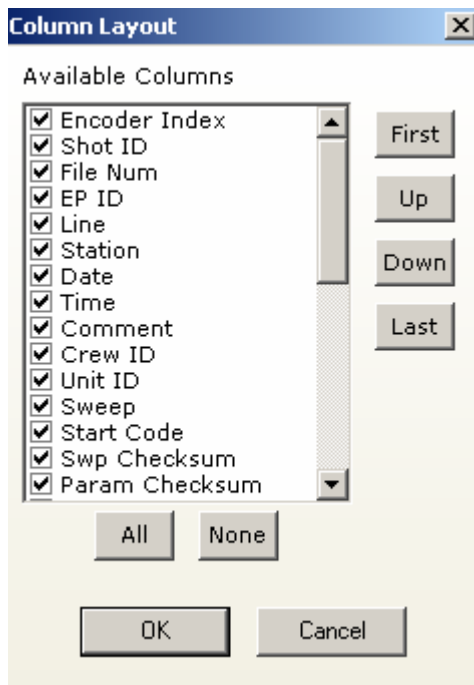 Column Layout
Available Columns
Encoder Index
Shot ID
File Num
EP ID
Line
Station
Date
Time
Comment
Crew ID
Unit ID
Sweep
Start Code
Swp Checksum
Param Checksum
First
Up
Down
Last
All
None
OK
Cancel